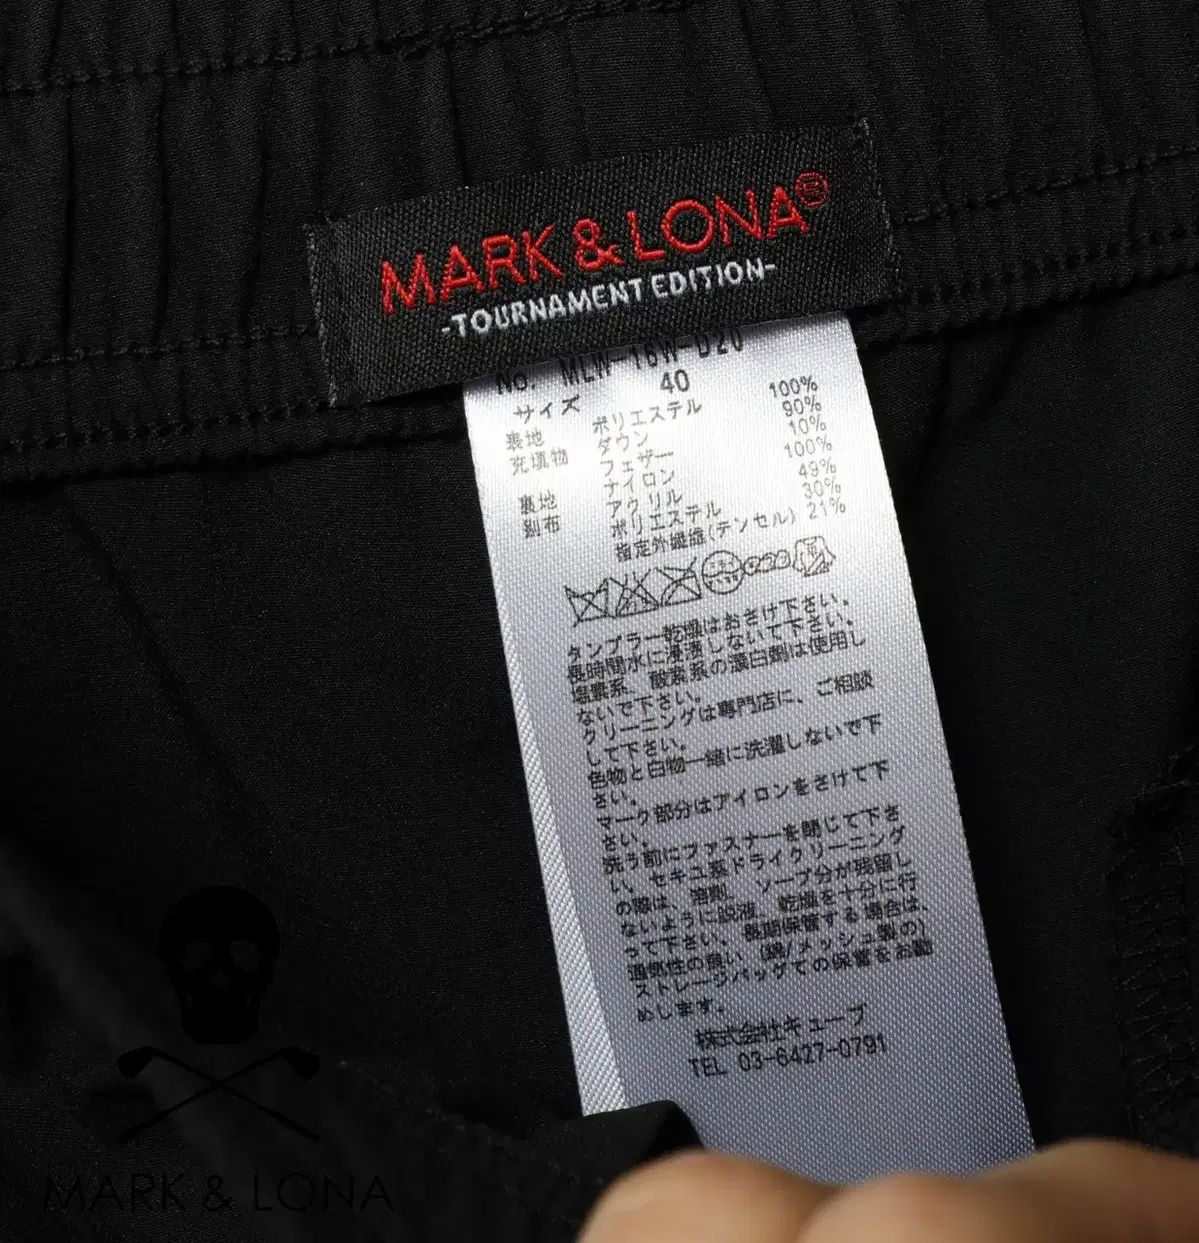 MARK & LONA®
-TOURNAMENT EDITION-
No. MLW-16W-D20
サイズ 40
表地 ポリエステル 100%
充填物 ダウン 90%
フェザー 10%
裏地 ナイロン 100%
別布 アクリル 49%
ポリエステル 30%
指定外繊維(テンセル) 21%
タンブラー乾燥はおさけ下さい。
長時間水に浸漬しないで下さい。
塩素系、酸素系の漂白剤は使用し
ないで下さい。
クリーニングは専門店に、ご相談
して下さい。
色物と白物一緒に洗濯しないで下
さい。
マーク部分はアイロンをさけて下
さい。
洗う前にファスナーを閉じて下さ
い。セキユ系ドライクリーニング
の際は、溶剤、ソープ分が残留し
ないように脱液、乾燥を十分に行
って下さい。長期保管する場合は、
通気性の良い (綿/メッシュ製の)
ストレージバッグでの保管をお勧
めします。
株式会社キューブ
TEL 03-6427-0791
MARK & LONA